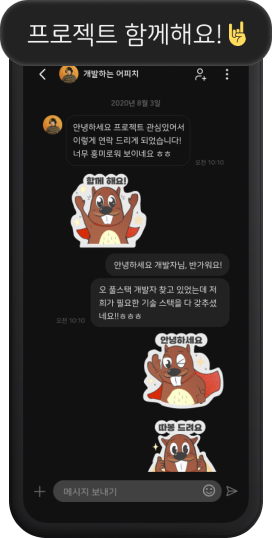 프로젝트 함께해요!🤘
개발하는 어피치
2020년 8월 3일
안녕하세요 프로젝트 관심있어서
이렇게 연락 드리게 되었습니다!
너무 흥미로워 보이네요 ㅎㅎ
오전 10:10
함께 해요!
안녕하세요 개발자님, 반가워요!
오 풀스택 개발자 찾고 있었는데 저
희가 필요한 기술 스택을 다 갖추셨
네요!!ㅎㅎㅎ
오전 10:10
안녕하세요
따봉 드려요
메시지 보내기